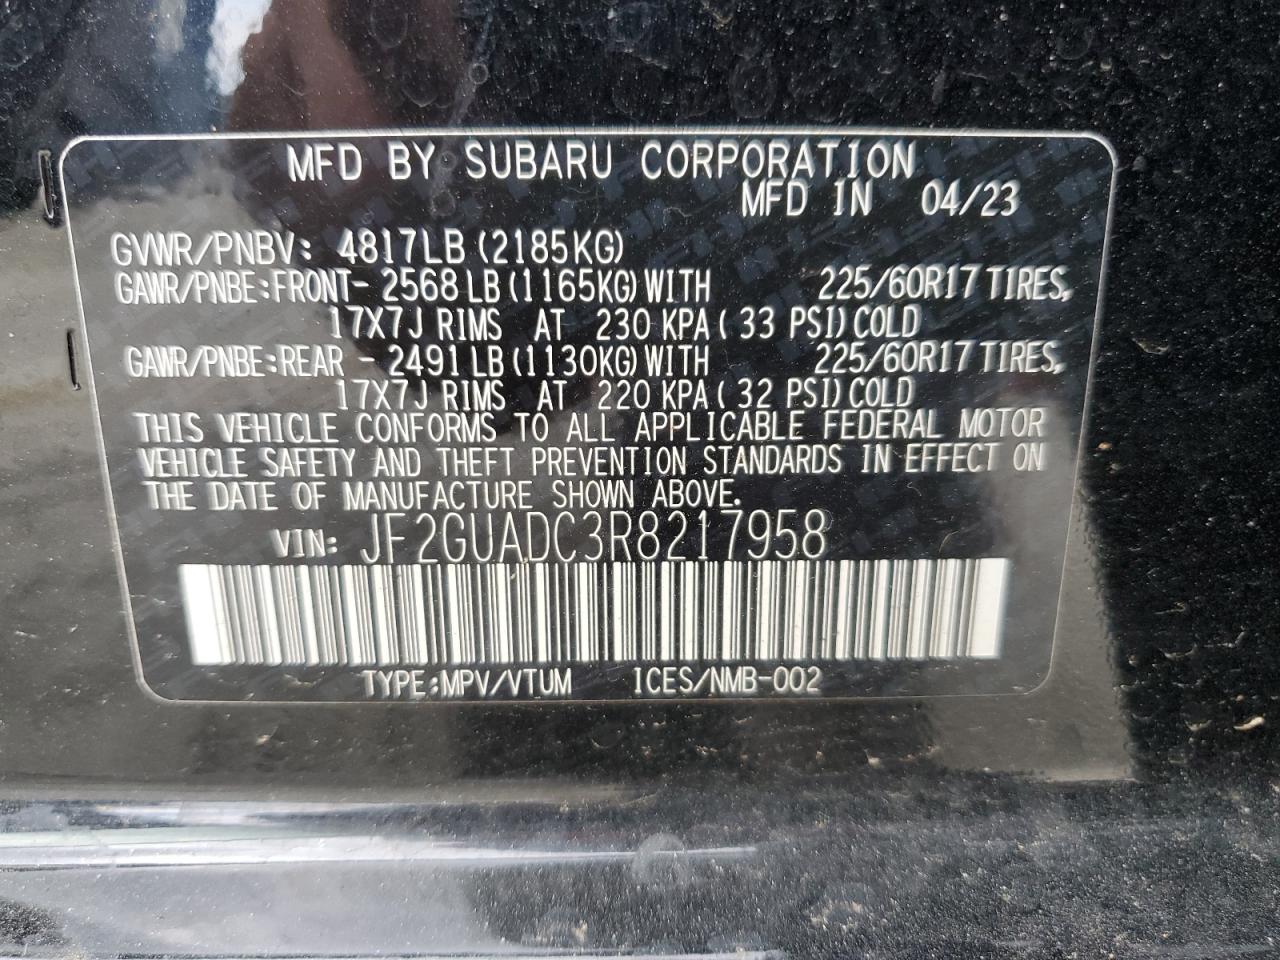 MFD BY SUBARU CORPORATION
MFD IN 04/23
GVWR/PNBV: 4817LB (2185KG)
GAWR/PNBE:FRONT- 2568 LB (1165KG) WITH 225/60R17 TIRES,
17X7J RIMS AT 230 KPA ( 33 PSI) COLD
GAWR/PNBE:REAR - 2491 LB (1130KG) WITH 225/60R17 TIRES,
17X7J RIMS AT 220 KPA ( 32 PSI) COLD
THIS VEHICLE CONFORMS TO ALL APPLICABLE FEDERAL MOTOR
VEHICLE SAFETY AND THEFT PREVENTION STANDARDS IN EFFECT ON
THE DATE OF MANUFACTURE SHOWN ABOVE.
VIN: JF2GUADC3R8217958
TYPE:MPV/VTUM ICES/NMB-002